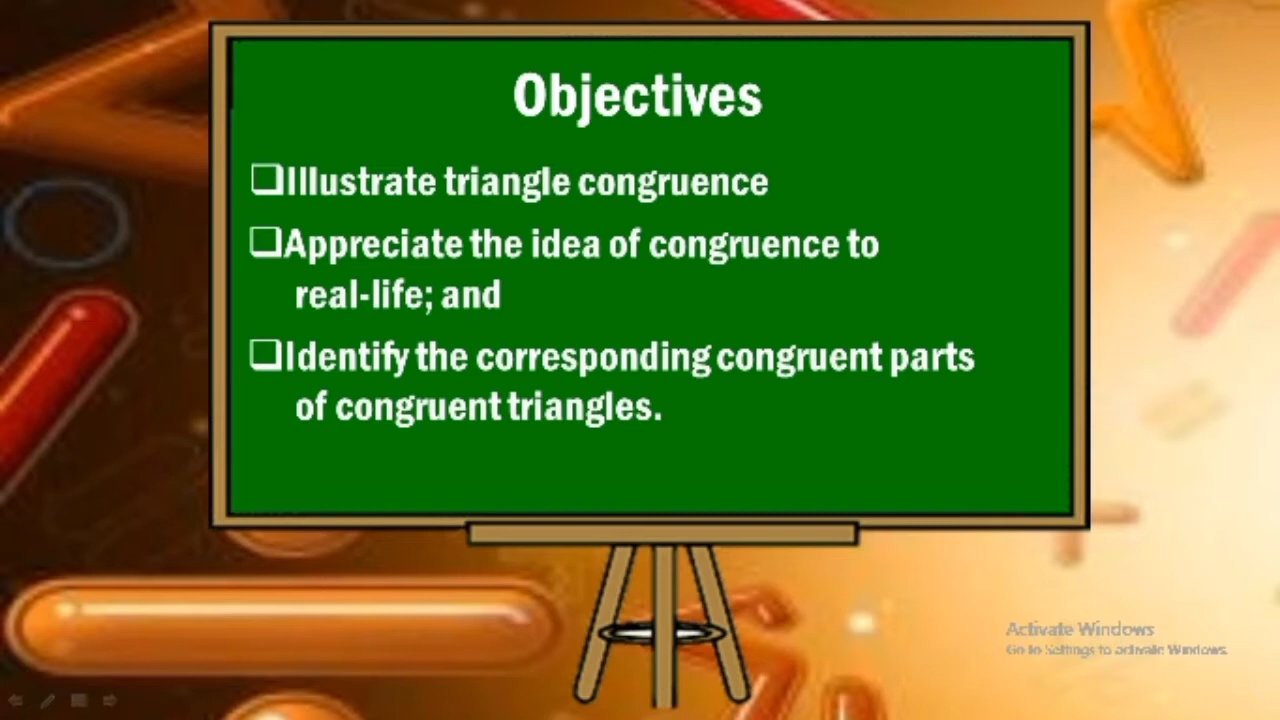 Objectives
❑Illustrate triangle congruence
❑Appreciate the idea of congruence to
real-life; and
❑Identify the corresponding congruent parts
of congruent triangles.
Activate Windows
Go to Settings to activate Windows.